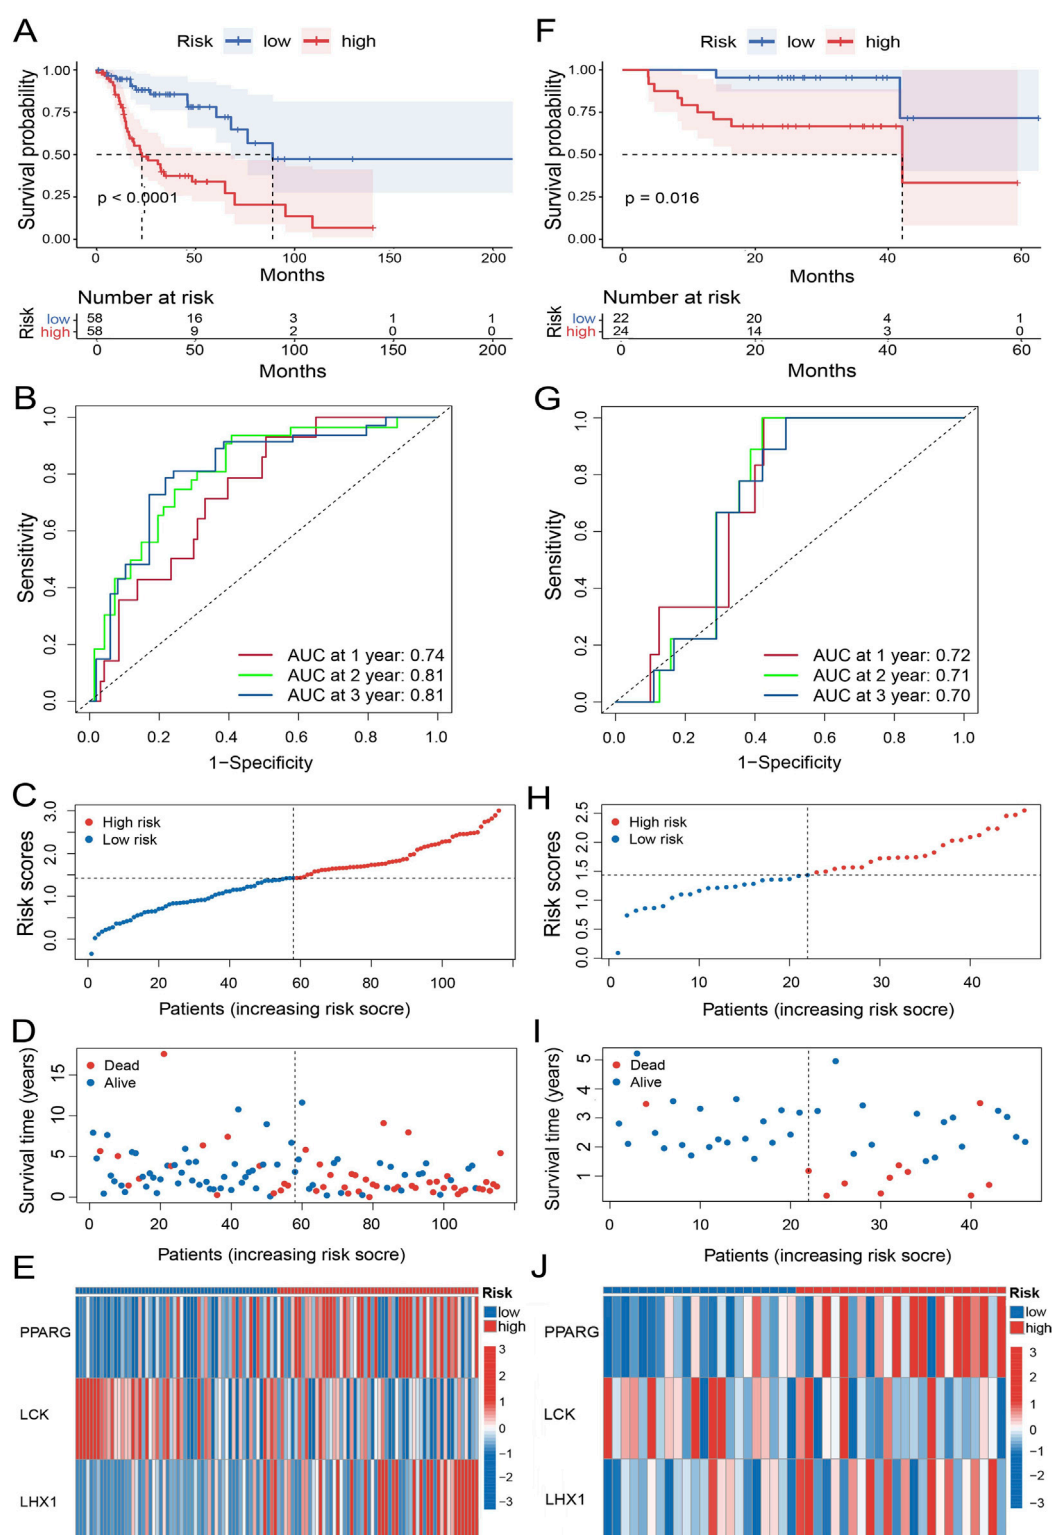 A
Risk low high
Survival probability
1.00
0.75
0.50
0.25
0.00
p < 0.0001
0 50 100 150 200
Months
Number at risk
Risk
low 58 16 3 1 1
high 58 9 2 0 0
0 50 100 150 200
Months
F
Risk low high
Survival probability
1.00
0.75
0.50
0.25
0.00
p = 0.016
0 20 40 60
Months
Number at risk
Risk
low 22 20 4 1
high 24 14 3 0
0 20 40 60
Months
B
Sensitivity
1.0
0.8
0.6
0.4
0.2
0.0
AUC at 1 year: 0.74
AUC at 2 year: 0.81
AUC at 3 year: 0.81
0.0 0.2 0.4 0.6 0.8 1.0
1−Specificity
G
Sensitivity
1.0
0.8
0.6
0.4
0.2
0.0
AUC at 1 year: 0.72
AUC at 2 year: 0.71
AUC at 3 year: 0.70
0.0 0.2 0.4 0.6 0.8 1.0
1−Specificity
C
Risk scores
3.0
2.0
1.0
0.0
High risk
Low risk
0 20 40 60 80 100
Patients (increasing risk socre)
H
Risk scores
2.5
2.0
1.5
1.0
0.5
0.0
High risk
Low risk
0 10 20 30 40
Patients (increasing risk socre)
D
Survival time (years)
15
10
5
0
Dead
Alive
0 20 40 60 80 100
Patients (increasing risk socre)
I
Survival time (years)
5
4
3
2
1
Dead
Alive
0 10 20 30 40
Patients (increasing risk socre)
E
PPARG
LCK
LHX1
Risk
low
high
3
2
1
0
−1
−2
−3
J
PPARG
LCK
LHX1
Risk
low
high
3
2
1
0
−1
−2
−3